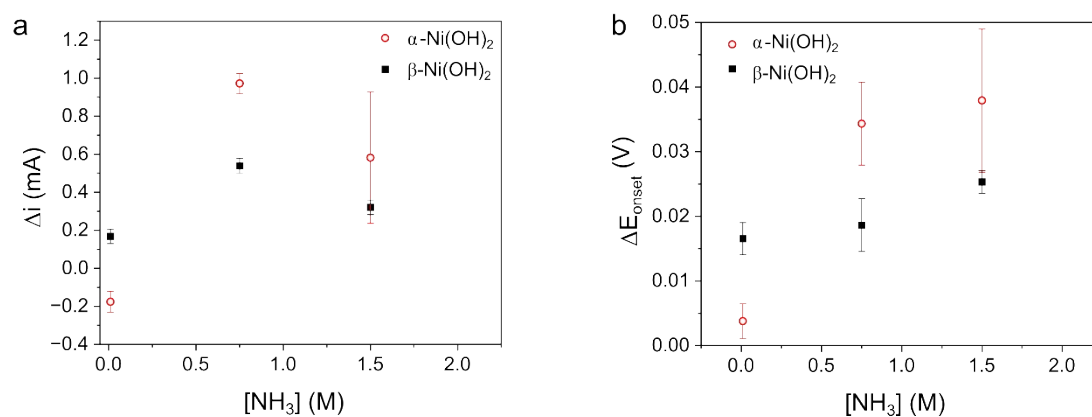 a
1.2
1.0
0.8
0.6
0.4
0.2
0.0
−0.2
−0.4
Δi (mA)
α-Ni(OH)₂
β-Ni(OH)₂
0.0 0.5 1.0 1.5 2.0
[NH₃] (M)
b
0.05
0.04
0.03
0.02
0.01
0.00
ΔE_onset (V)
α-Ni(OH)₂
β-Ni(OH)₂
0.0 0.5 1.0 1.5 2.0
[NH₃] (M)